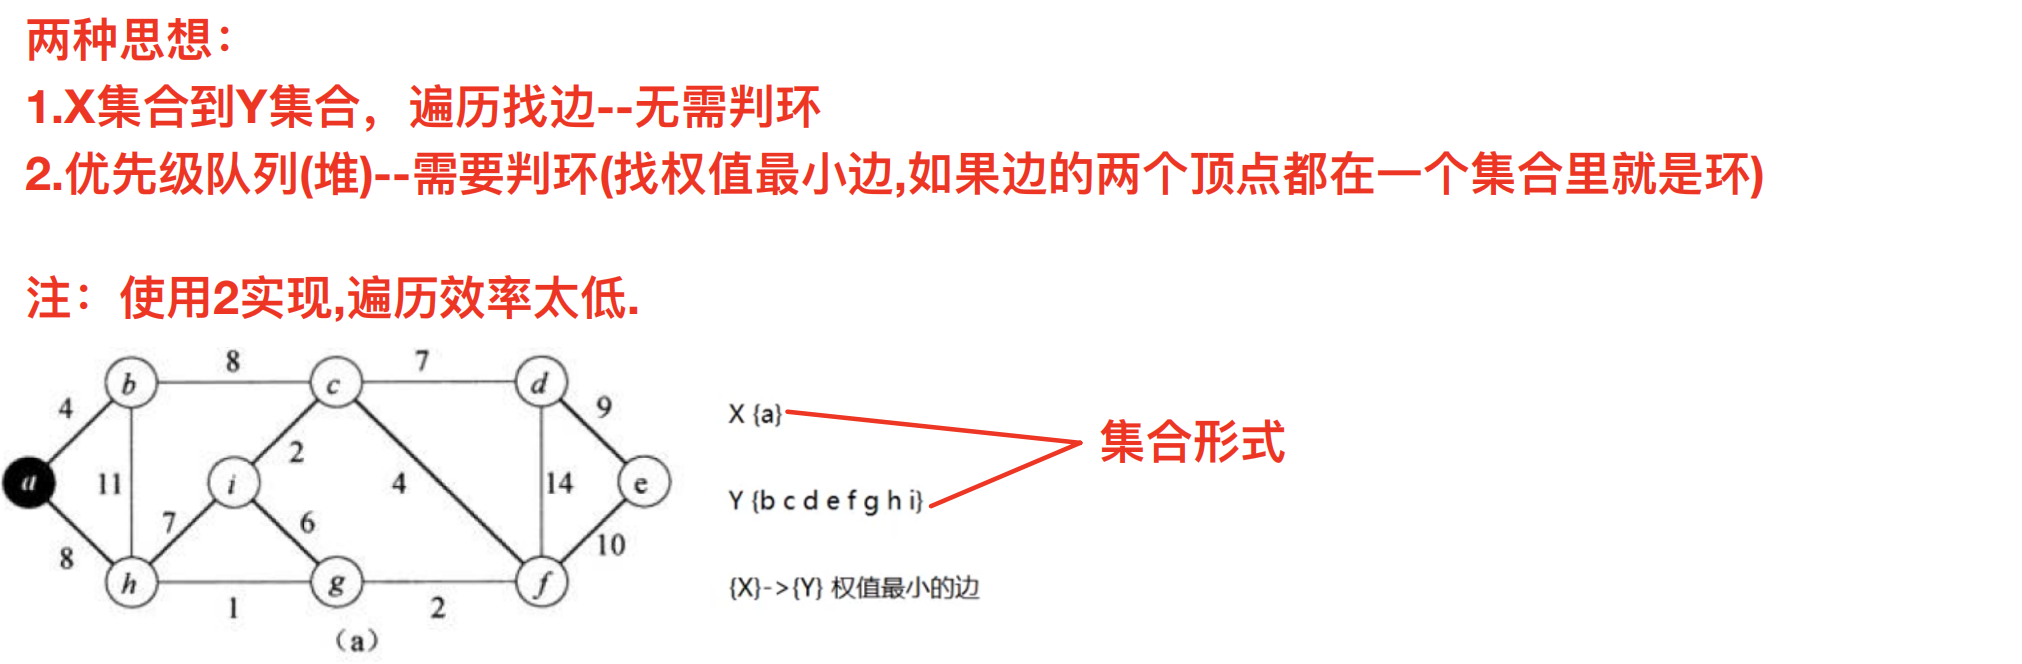 两种思想：
1.X集合到Y集合，遍历找边--无需判环
2.优先级队列(堆)--需要判环(找权值最小边,如果边的两个顶点都在一个集合里就是环)
注：使用2实现,遍历效率太低.
8 7
b c d
4 9
X {a}
集合形式
2
a 11 i 4 14 e
Y {b c d e f g h i}
7 6
8 10
h g f
{X}->{Y} 权值最小的边
1 2
（a）